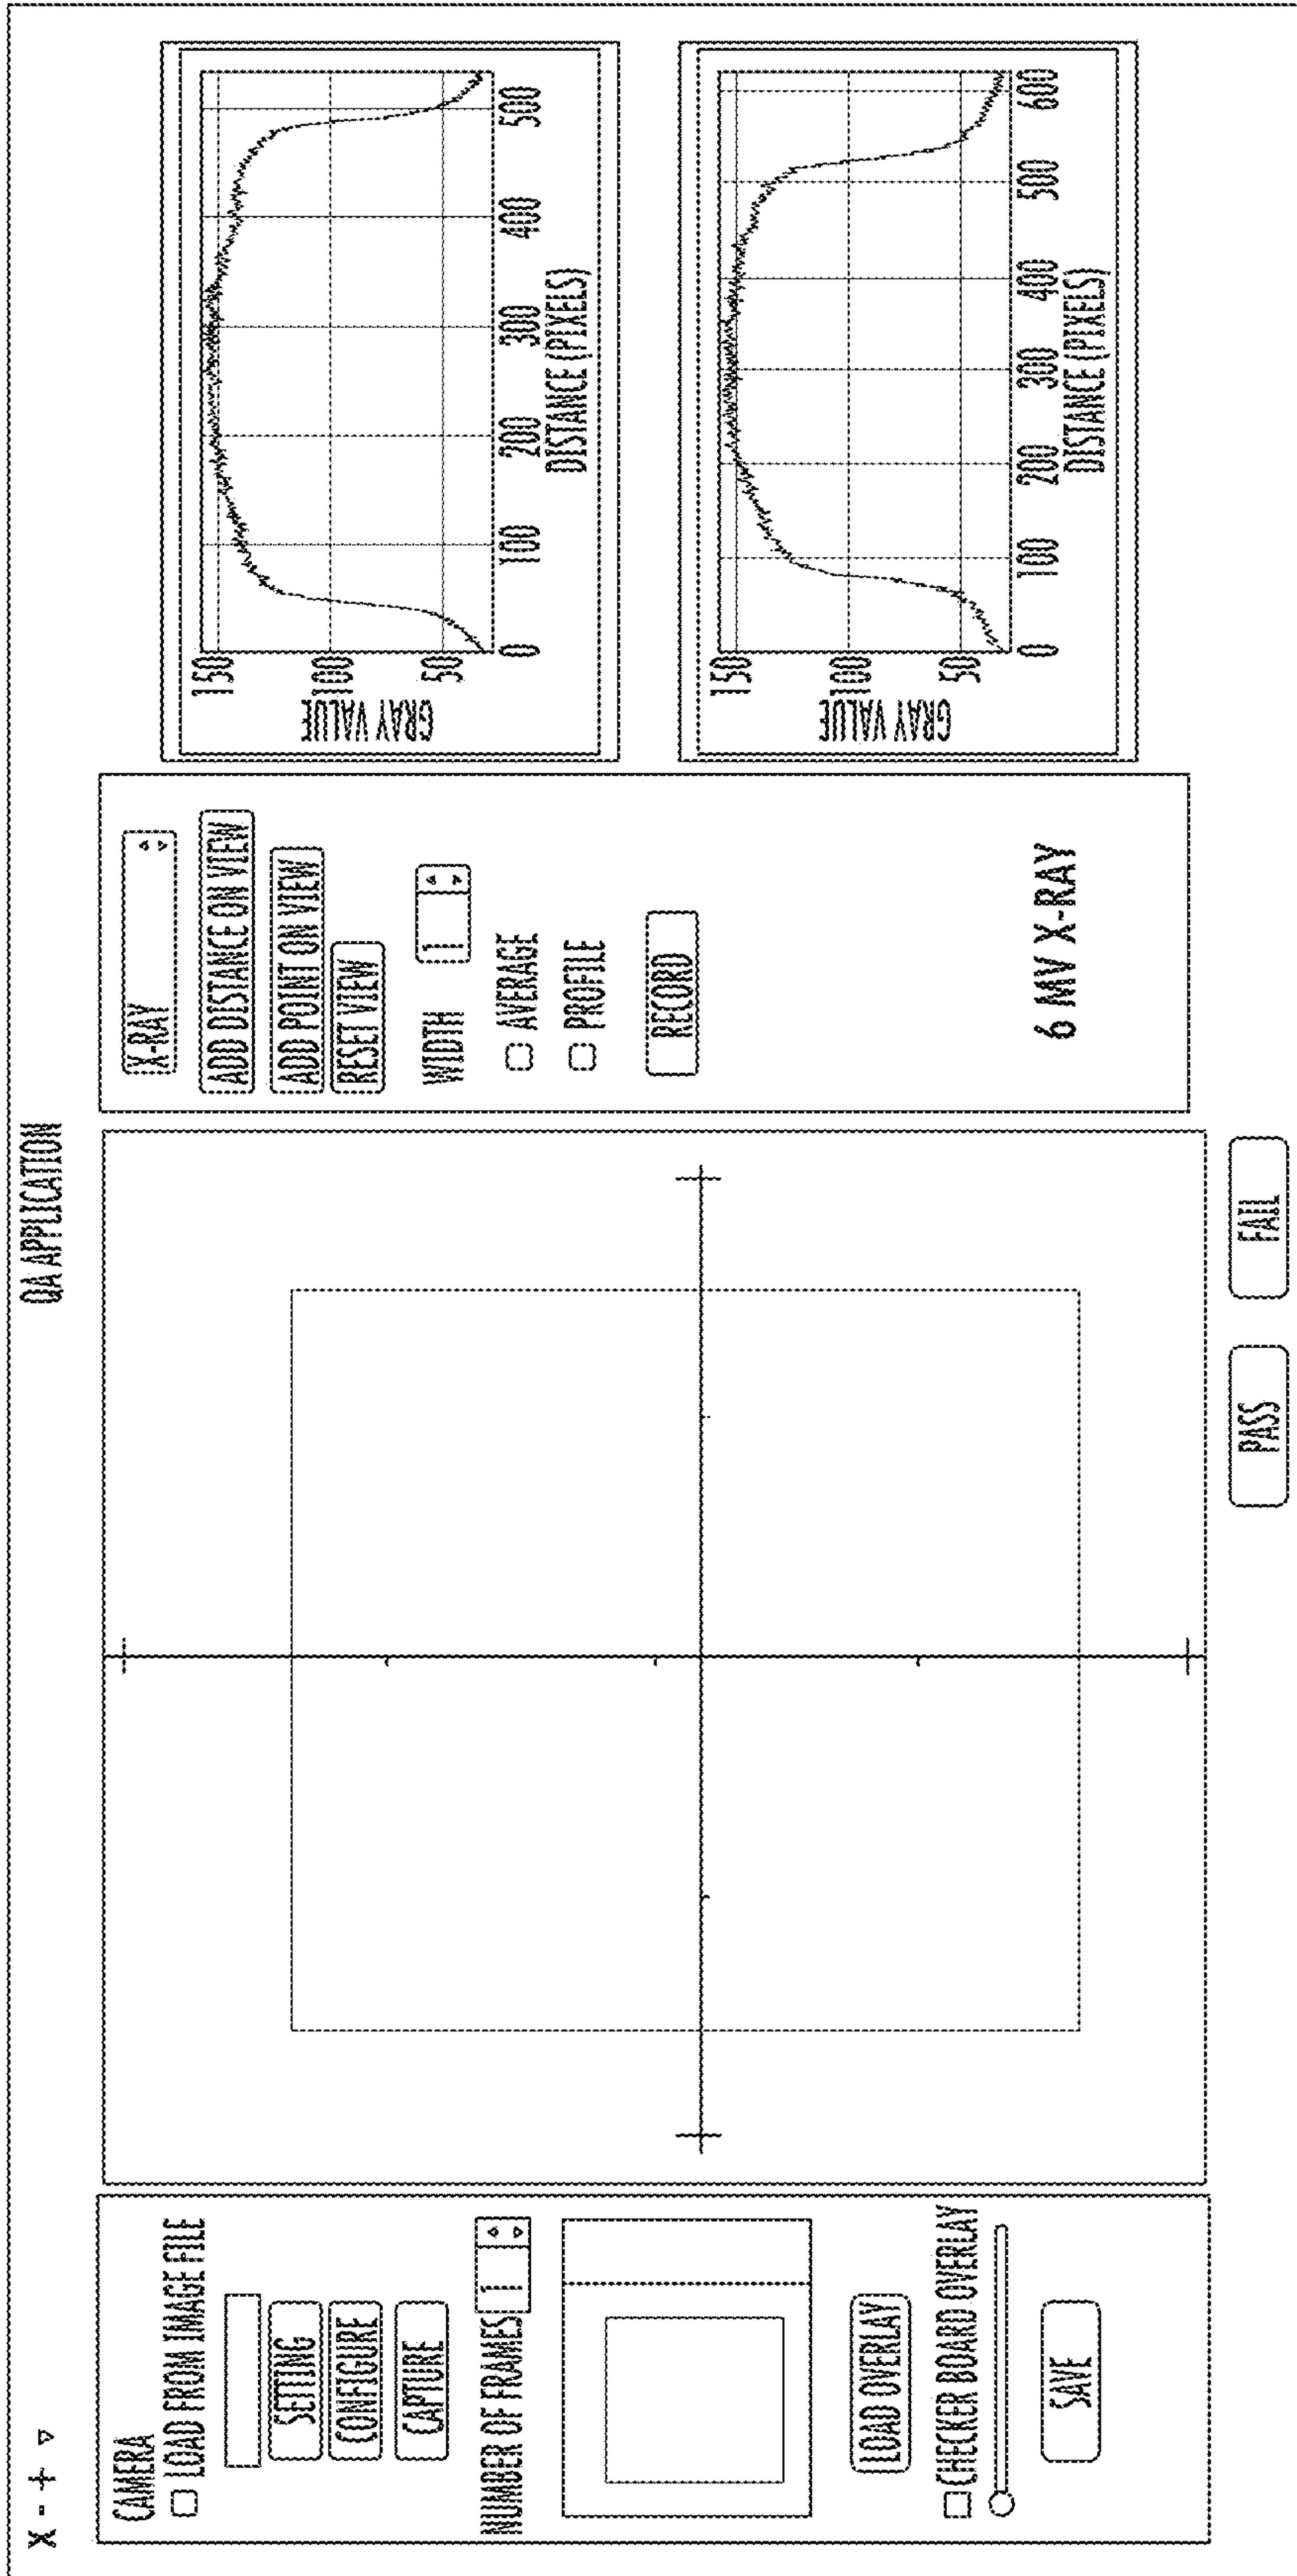 X - + ▿
QA APPLICATION
CAMERA
LOAD FROM IMAGE FILE
SETTING
CONFIGURE
CAPTURE
NUMBER OF FRAMES 1
LOAD OVERLAY
CHECKER BOARD OVERLAY
SAVE
PASS
FAIL
X-RAY
ADD DISTANCE ON VIEW
ADD POINT ON VIEW
RESET VIEW
WIDTH 1
AVERAGE
PROFILE
RECORD
6 MV X-RAY
GRAY VALUE
150
100
50
0 100 200 300 400 500
DISTANCE (PIXELS)
GRAY VALUE
150
100
50
0 100 200 300 400 500 600
DISTANCE (PIXELS)